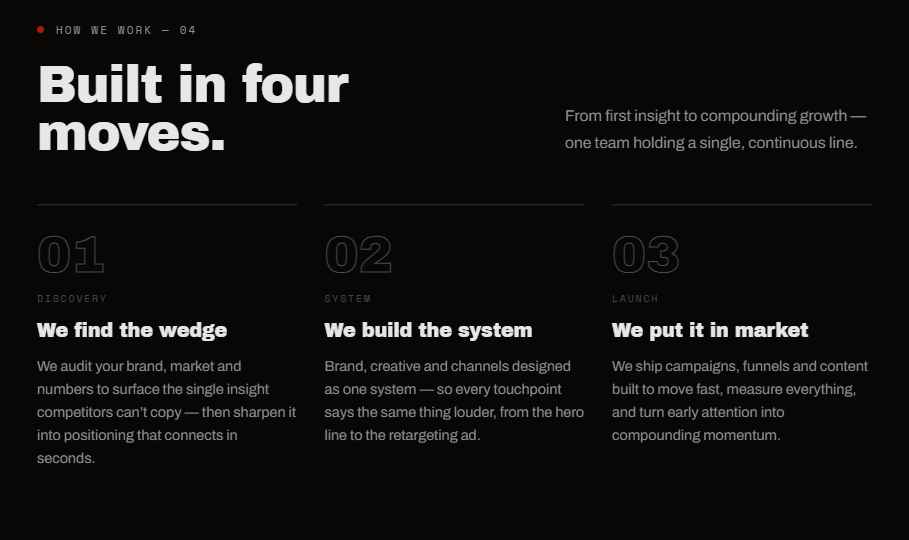 HOW WE WORK — 04
Built in four
moves.
From first insight to compounding growth —
one team holding a single, continuous line.
01
DISCOVERY
We find the wedge
We audit your brand, market and
numbers to surface the single insight
competitors can’t copy — then sharpen it
into positioning that connects in
seconds.
02
SYSTEM
We build the system
Brand, creative and channels designed
as one system — so every touchpoint
says the same thing louder, from the hero
line to the retargeting ad.
03
LAUNCH
We put it in market
We ship campaigns, funnels and content
built to move fast, measure everything,
and turn early attention into
compounding momentum.